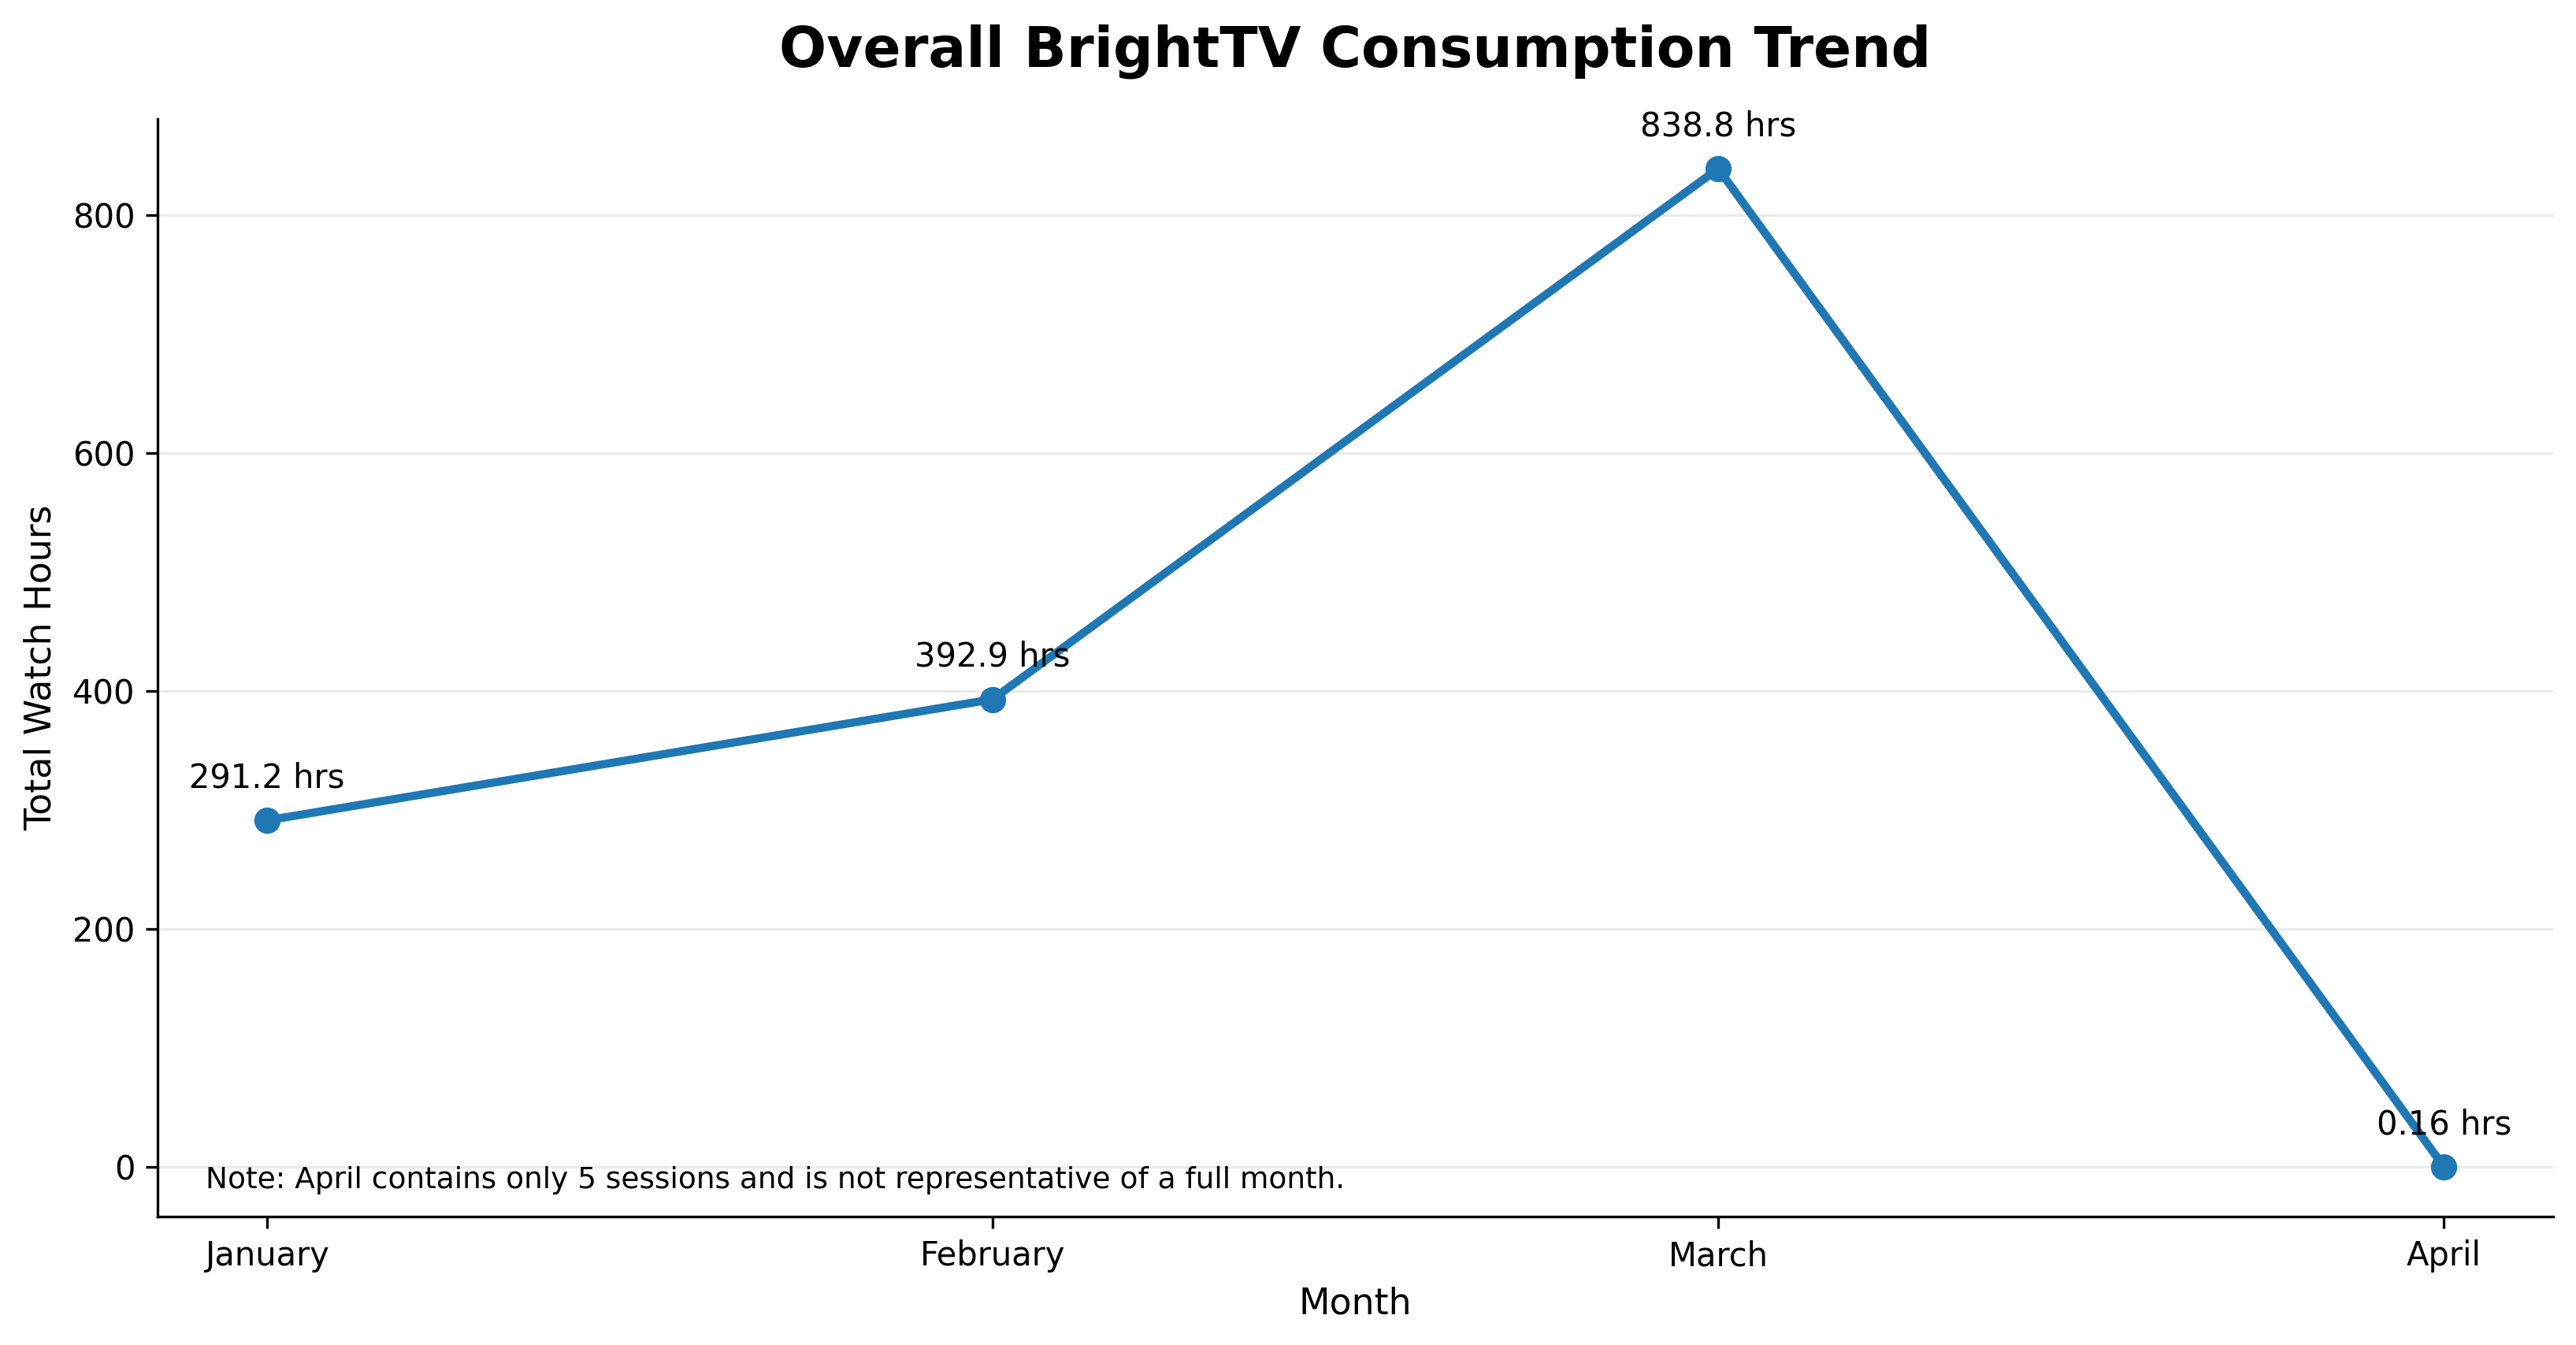 Overall BrightTV Consumption Trend
838.8 hrs
800
600
Total Watch Hours
392.9 hrs
400
291.2 hrs
200
0.16 hrs
0
Note: April contains only 5 sessions and is not representative of a full month.
January
February
March
April
Month